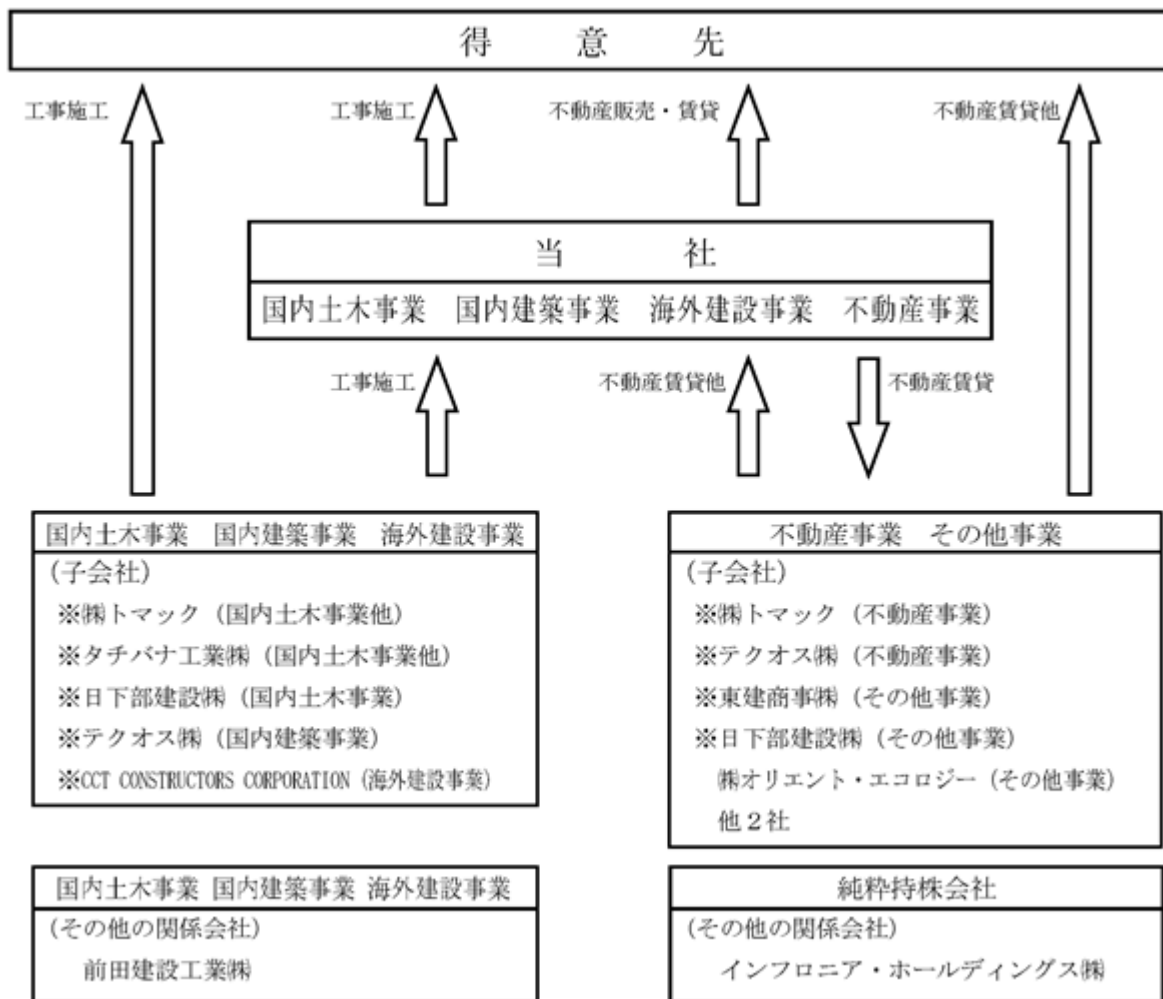 得　意　先
工事施工
工事施工
不動産販売・賃貸
不動産賃貸他
当　社
国内土木事業　国内建築事業　海外建設事業　不動産事業
工事施工
不動産賃貸他
不動産賃貸
国内土木事業　国内建築事業　海外建設事業
(子会社)
※㈱トマック (国内土木事業他)
※タチバナ工業㈱ (国内土木事業他)
※日下部建設㈱ (国内土木事業)
※テクオス㈱ (国内建築事業)
※CCT CONSTRUCTORS CORPORATION (海外建設事業)
不動産事業　その他事業
(子会社)
※㈱トマック (不動産事業)
※テクオス㈱ (不動産事業)
※東建商事㈱ (その他事業)
※日下部建設㈱ (その他事業)
㈱オリエント・エコロジー (その他事業)
他２社
国内土木事業 国内建築事業 海外建設事業
(その他の関係会社)
前田建設工業㈱
純粋持株会社
(その他の関係会社)
インフロニア・ホールディングス㈱